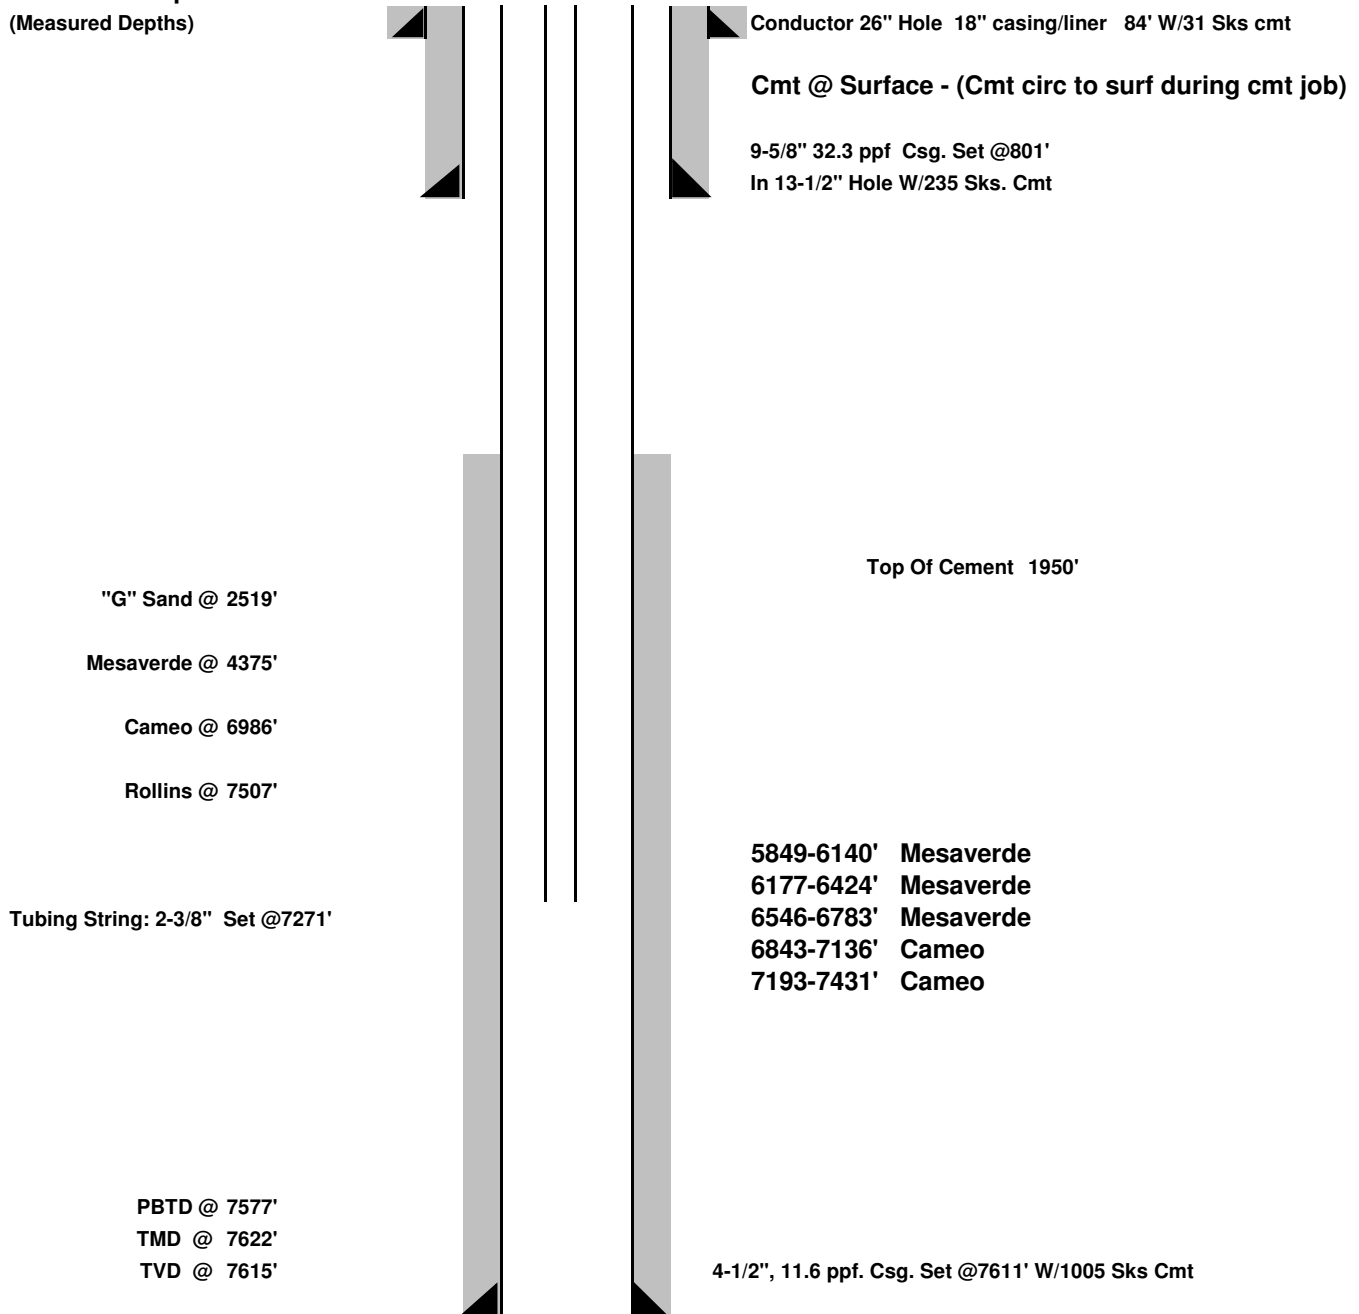 (Measured Depths)
Conductor 26" Hole 18" casing/liner 84' W/31 Sks cmt
Cmt @ Surface - (Cmt circ to surf during cmt job)
9-5/8" 32.3 ppf Csg. Set @801'
In 13-1/2" Hole W/235 Sks. Cmt
Top Of Cement 1950'
"G" Sand @ 2519'
Mesaverde @ 4375'
Cameo @ 6986'
Rollins @ 7507'
5849-6140' Mesaverde
6177-6424' Mesaverde
6546-6783' Mesaverde
6843-7136' Cameo
7193-7431' Cameo
Tubing String: 2-3/8" Set @7271'
PBTD @ 7577'
TMD @ 7622'
TVD @ 7615'
4-1/2", 11.6 ppf. Csg. Set @7611' W/1005 Sks Cmt